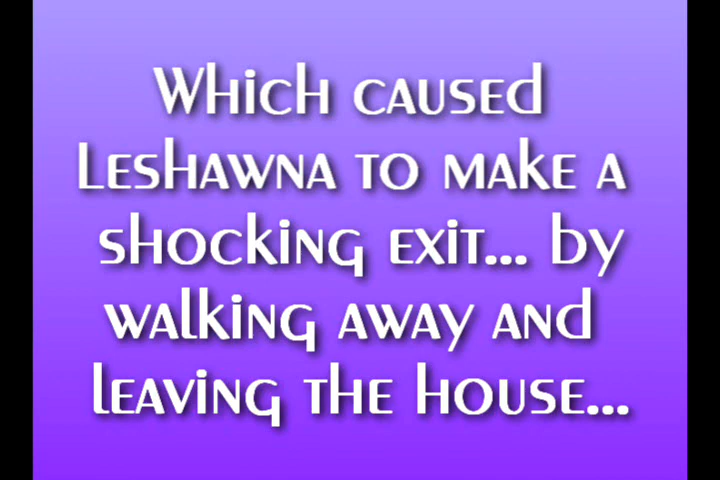 Which caused
Leshawna to make a
shocking exit... by
walking away and
leaving the house...